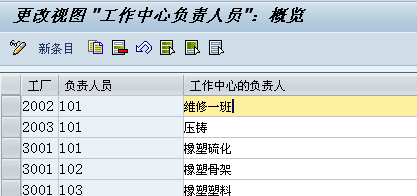 更改视图 "工作中心负责人员"：概览
新条目
工厂 负责人员 工作中心的负责人
2002 101 维修一班
2003 101 压铸
3001 101 橡塑硫化
3001 102 橡塑骨架
3001 103 橡塑塑料